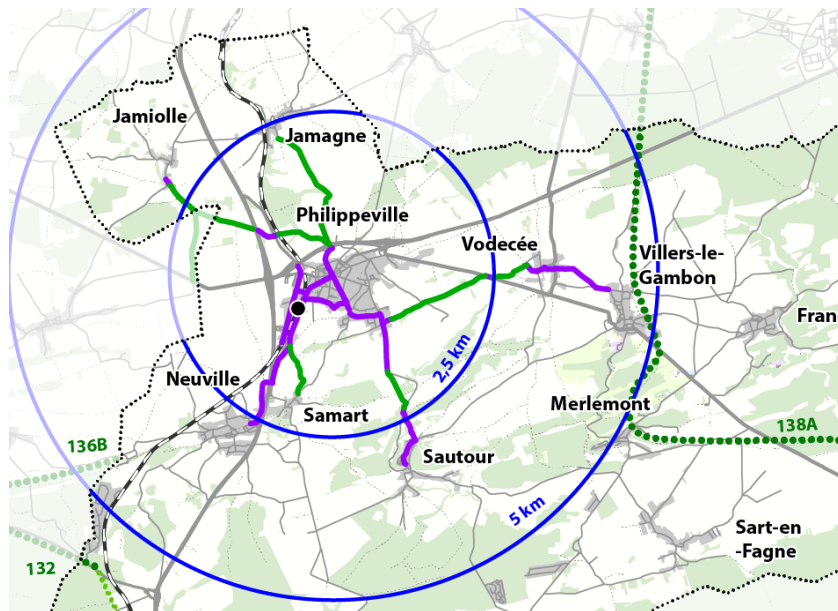 Jamiolle
Jamagne
Philippeville
Vodecée
Villers-le-
Gambon
Fran
2,5 km
Neuville
Samart
Merlemont
138A
136B
Sautour
5 km
Sart-en
-Fagne
132